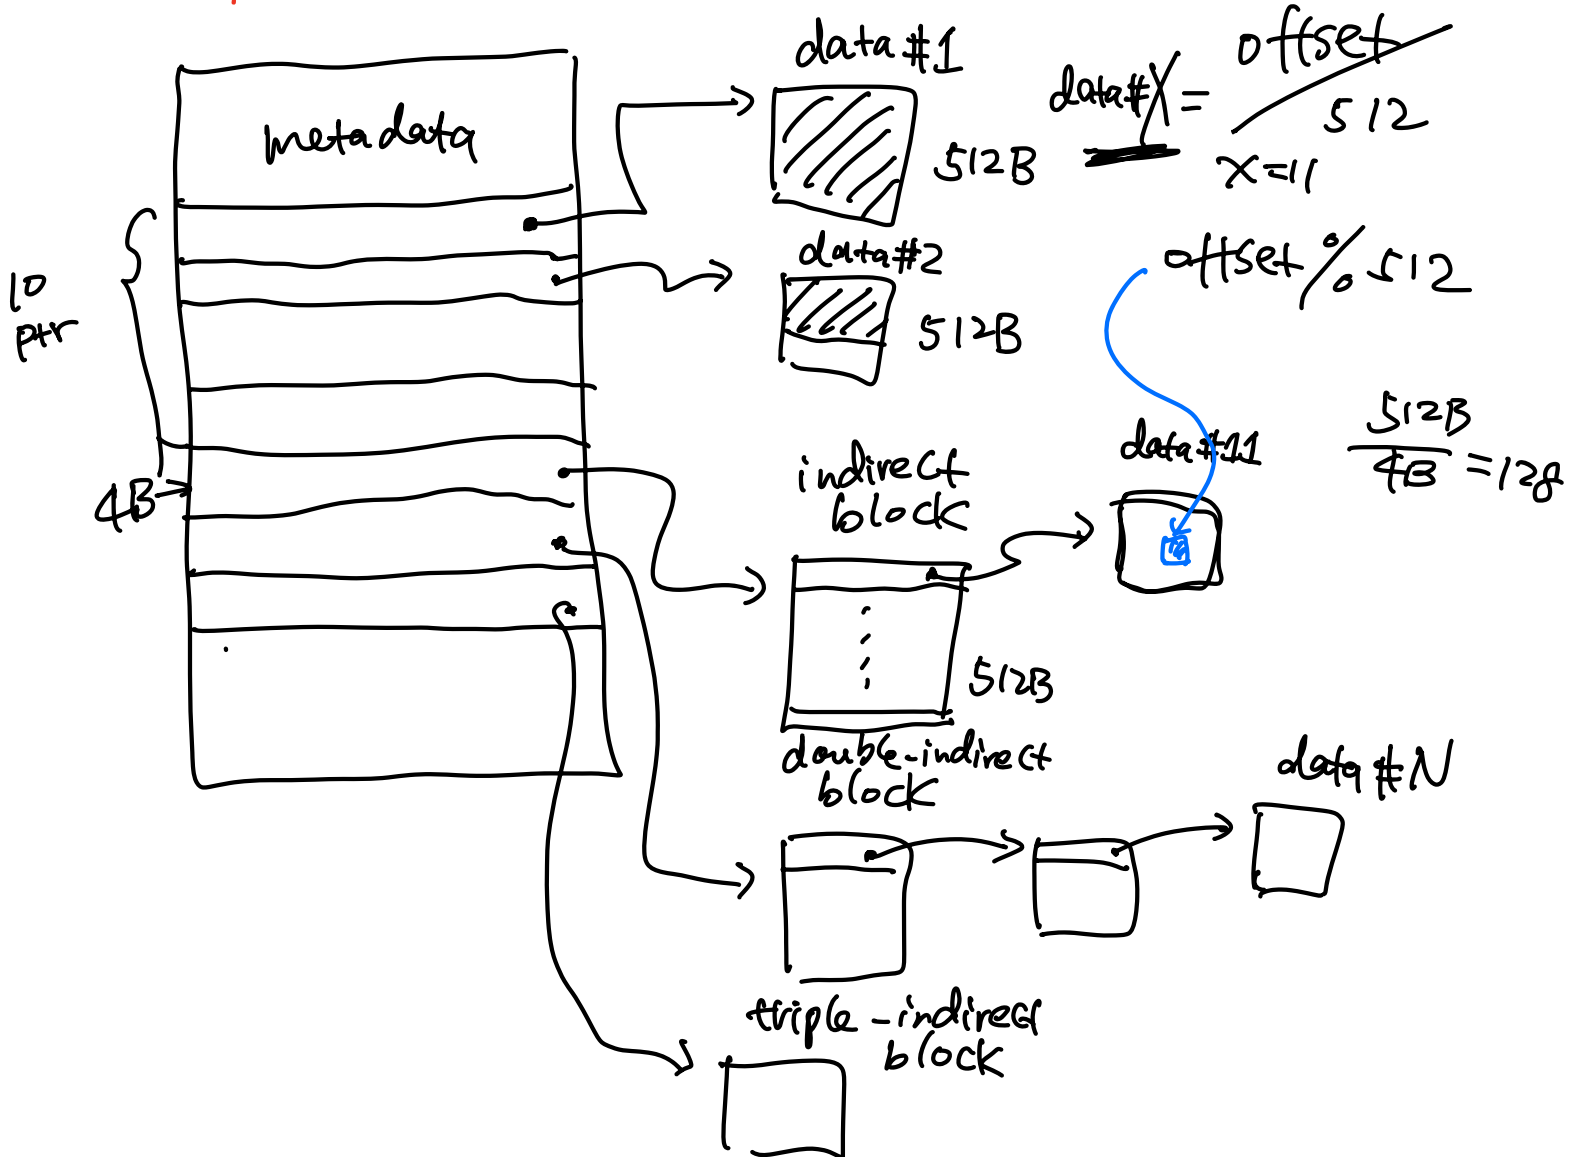 metadata
10
ptr
4B
data#1
512B
data#2
512B
data#X = offset / 512
x=11
offset % 512
512B / 4B = 128
indirect
block
data#11
512B
double-indirect
block
data #N
triple-indirect
block